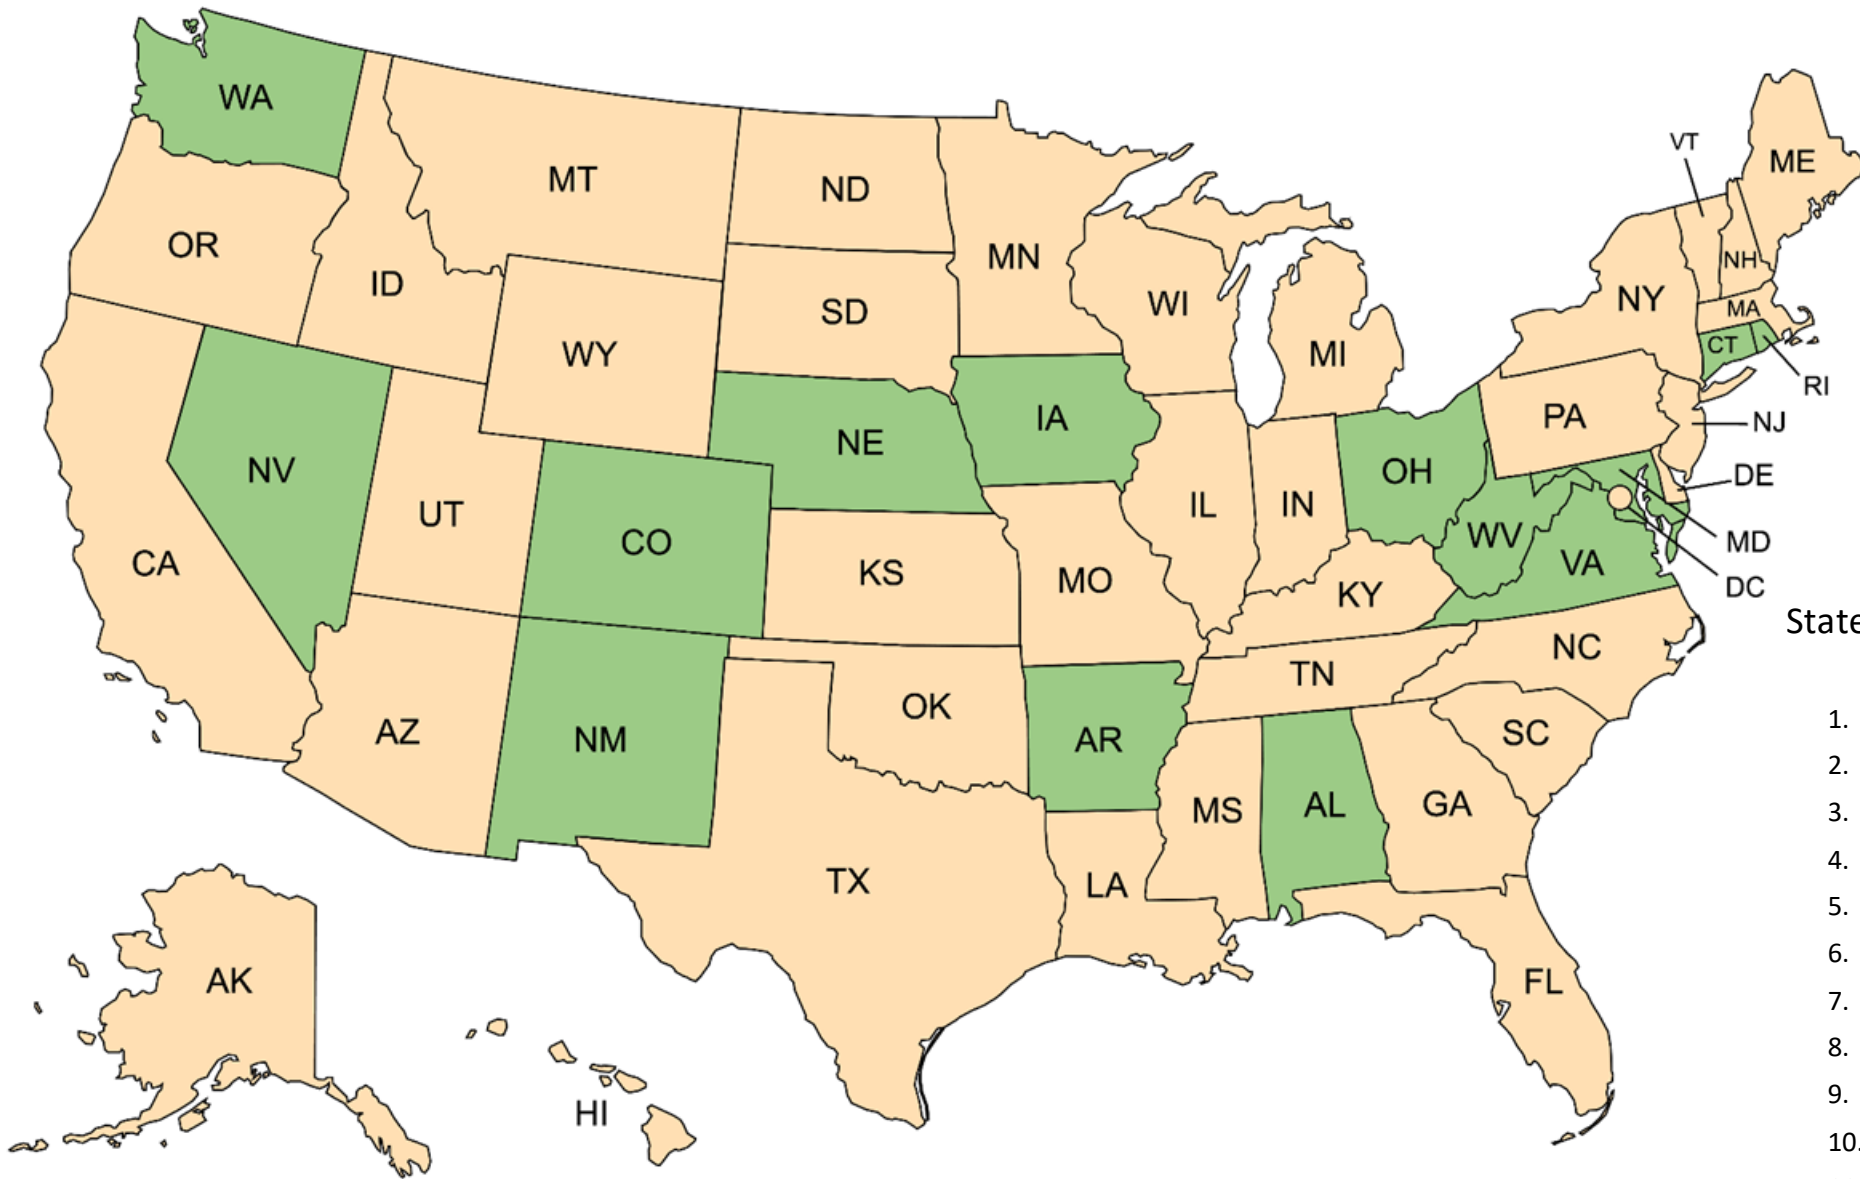 WA
VT
ME
MT
ND
OR
MN
NH
ID
SD
WI
NY
MA
WY
MI
CT
RI
IA
PA
NJ
NE
NV
OH
DE
UT
IL
IN
CO
WV
MD
CA
KS
MO
VA
DC
KY
State
NC
TN
OK
AZ
NM
AR
SC
1.
2.
MS
AL
GA
3.
TX
LA
4.
5.
AK
FL
6.
7.
8.
HI
9.
10.